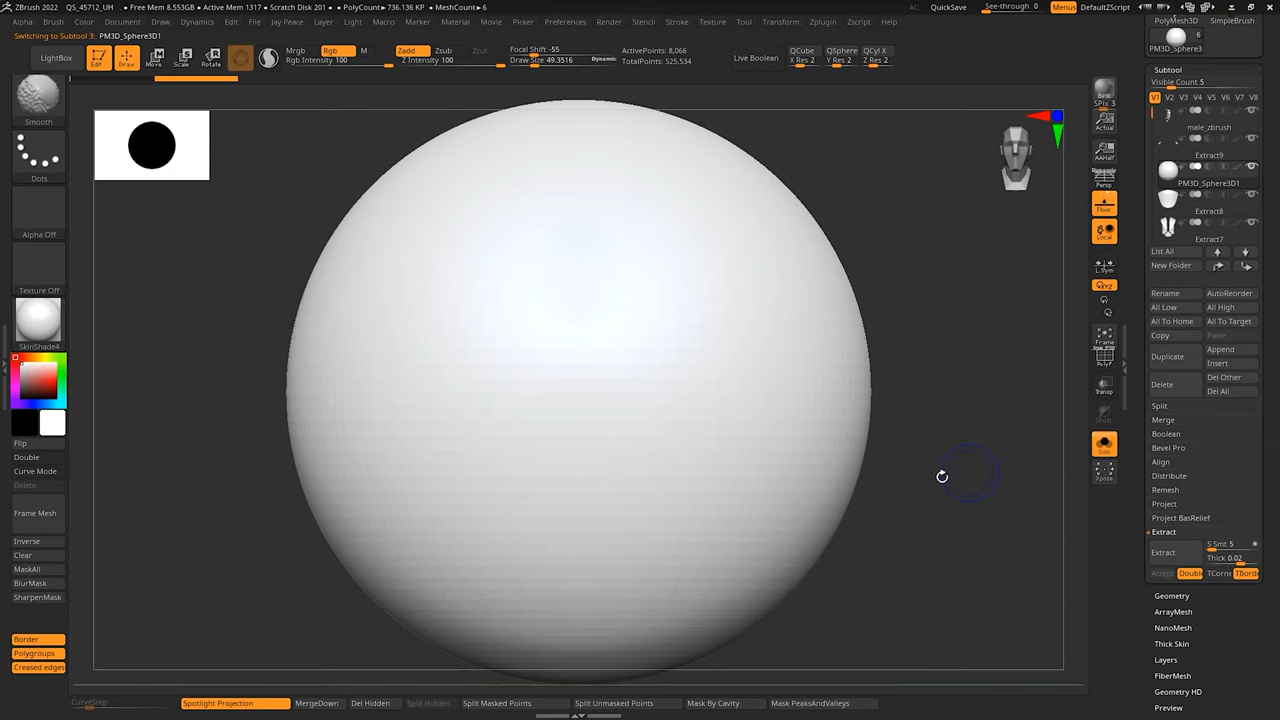 ZBrush 2022 QS_45712_UH . • Free Mem 8.553GB • Active Mem 1317 • Scratch Disk 201 • PolyCount~736.136 KP • MeshCount~6
AC QuickSave See-through 0 Menus DefaultZScript
Alpha Brush Color Document Draw Dynamics Edit File Jay Peace Layer Light Macro Marker Material Movie Picker Preferences Render Stencil Stroke Texture Tool Transform Zplugin Zscript Help
Switching to Subtool 3: PM3D_Sphere3D1
LightBox
Edit Draw Move Scale Rotate
Mrgb Rgb M
Rgb Intensity 100
Zadd Zsub Zcut
Z Intensity 100
Focal Shift -55
Draw Size 49.3516 Dynamic
ActivePoints: 8,066
TotalPoints: 525,534
Live Boolean
QCube QSphere QCyl X
X Res 2 Y Res 2 Z Res 2
Smooth
Dots
Alpha Off
Texture Off
SkinShade4
Flip
Double
Curve Mode
Delete
Frame Mesh
Inverse
Clear
MaskAll
BlurMask
SharpenMask
Border
Polygroups
Creased edges
BPR
SPix 3
Actual
AAHalf
Dynamic
Persp
Floor
Local
L.Sym
XYZ
Frame
PolyF
Transp
Ghost
Solo
Xpose
PolyMesh3D SimpleBrush
6
PM3D_Sphere3
Subtool
Visible Count 5
V1 V2 V3 V4 V5 V6 V7 V8
male_zbrush
Extract9
PM3D_Sphere3D1
Extract8
Extract7
List All
New Folder
Rename AutoReorder
All Low All High
All To Home All To Target
Copy Paste
Duplicate Append
Insert
Delete Del Other
Del All
Split
Merge
Boolean
Bevel Pro
Align
Distribute
Remesh
Project
Project BasRelief
Extract
Extract S Smt 5
Thick 0.02
Accept Double TCorne TBorde
Geometry
ArrayMesh
NanoMesh
Thick Skin
Layers
FiberMesh
Geometry HD
Preview
CurveStep Spotlight Projection MergeDown Del Hidden Split Hidden Split Masked Points Split Unmasked Points Mask By Cavity Mask PeaksAndValleys